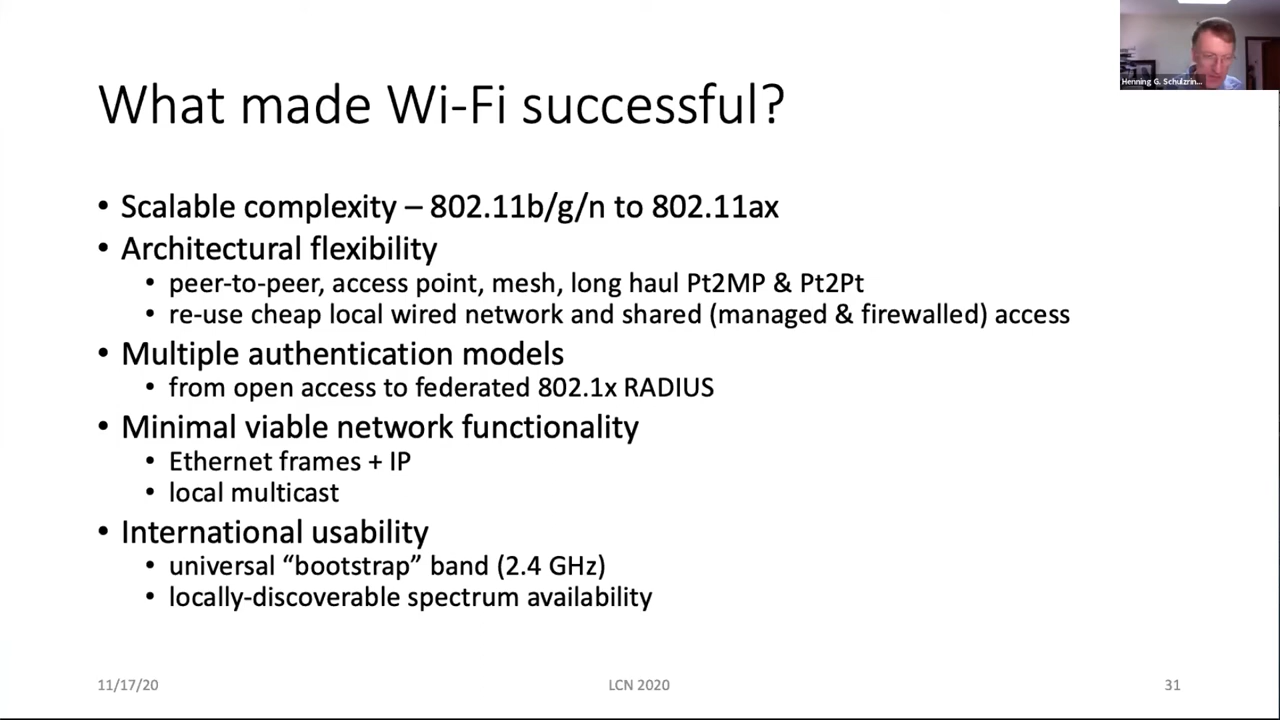 Henning G. Schulzrin...
What made Wi-Fi successful?
• Scalable complexity – 802.11b/g/n to 802.11ax
• Architectural flexibility
• peer-to-peer, access point, mesh, long haul Pt2MP & Pt2Pt
• re-use cheap local wired network and shared (managed & firewalled) access
• Multiple authentication models
• from open access to federated 802.1x RADIUS
• Minimal viable network functionality
• Ethernet frames + IP
• local multicast
• International usability
• universal “bootstrap” band (2.4 GHz)
• locally-discoverable spectrum availability
11/17/20
LCN 2020
31